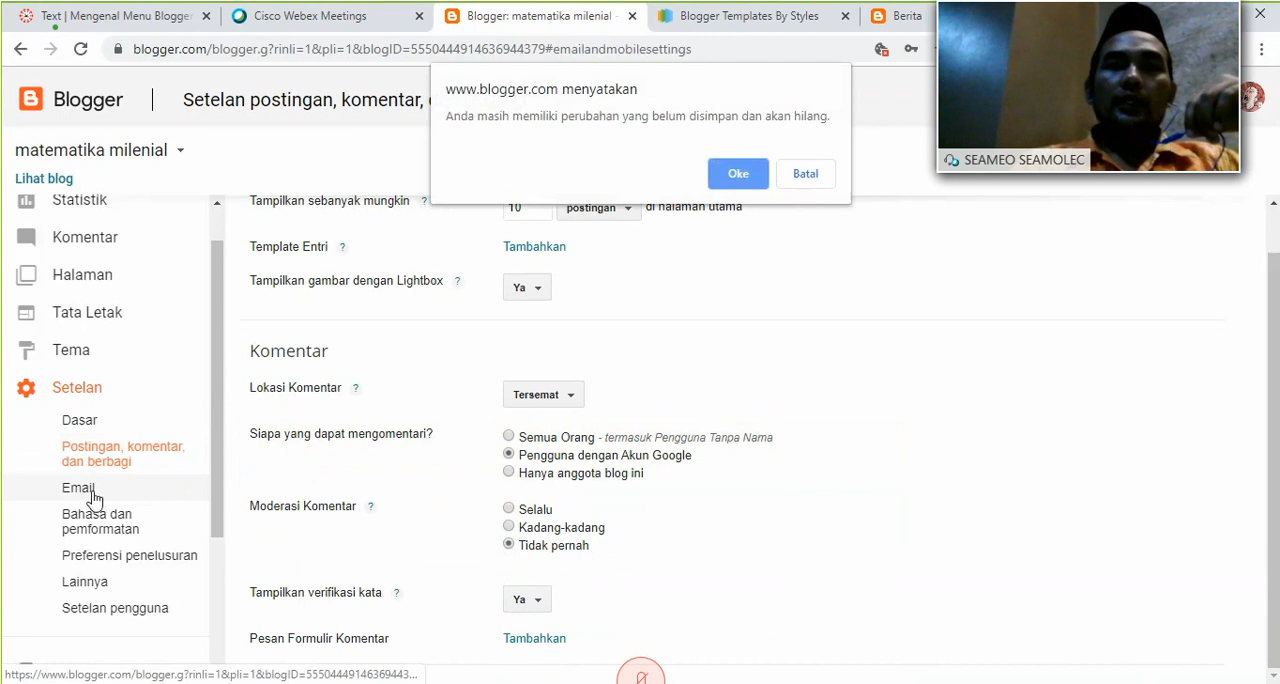 Text | Mengenal Menu Blogger
Cisco Webex Meetings
Blogger: matematika milenial -
Blogger Templates By Styles
Berita
blogger.com/blogger.g?rinli=1&pli=1&blogID=5550444914636944379#emailandmobilesettings
Blogger
Setelan postingan, komentar,
www.blogger.com menyatakan
Anda masih memiliki perubahan yang belum disimpan dan akan hilang.
Oke
Batal
SEAMEO SEAMOLEC
matematika milenial
Lihat blog
Statistik
Komentar
Halaman
Tata Letak
Tema
Setelan
Dasar
Postingan, komentar,
dan berbagi
Email
Bahasa dan
pemformatan
Preferensi penelusuran
Lainnya
Setelan pengguna
Tampilkan sebanyak mungkin ? 10 postingan di halaman utama
Template Entri ? Tambahkan
Tampilkan gambar dengan Lightbox ? Ya
Komentar
Lokasi Komentar ? Tersemat
Siapa yang dapat mengomentari? Semua Orang - termasuk Pengguna Tanpa Nama
Pengguna dengan Akun Google
Hanya anggota blog ini
Moderasi Komentar ? Selalu
Kadang-kadang
Tidak pernah
Tampilkan verifikasi kata ? Ya
Pesan Formulir Komentar Tambahkan
https://www.blogger.com/blogger.g?rinli=1&pli=1&blogID=55504449146369443...